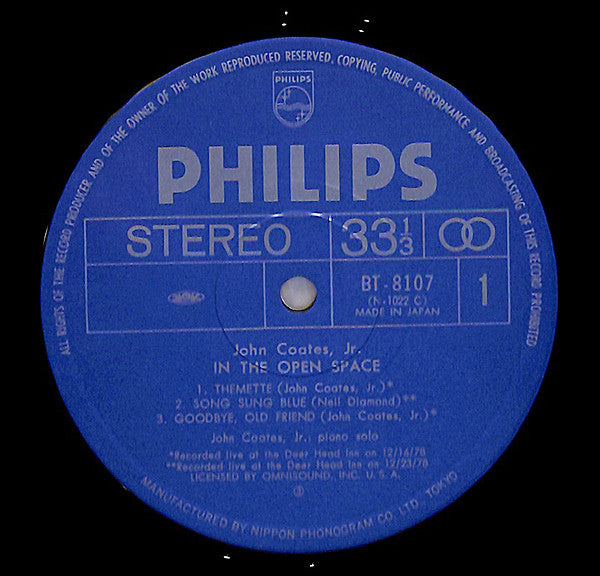 ALL RIGHTS OF THE RECORD PRODUCER AND OF THE OWNER OF THE WORK REPRODUCED RESERVED. COPYING, PUBLIC PERFORMANCE AND BROADCASTING OF THIS RECORD PROHIBITED
PHILIPS
PHILIPS
STEREO
33 1/3
BT-8107
(N-1022 C)
MADE IN JAPAN
1
John Coates, Jr.
IN THE OPEN SPACE
1. THEMETTE (John Coates, Jr.)*
2. SONG SUNG BLUE (Neil Diamond)**
3. GOODBYE, OLD FRIEND (John Coates, Jr.)*
John Coates, Jr. piano solo
*Recorded live at the Deer Head Inn on 12/16/78
**Recorded live at the Deer Head Inn on 12/23/78
LICENSED BY OMNISOUND, INC. U.S.A.
MANUFACTURED BY NIPPON PHONOGRAM CO. LTD. TOKYO